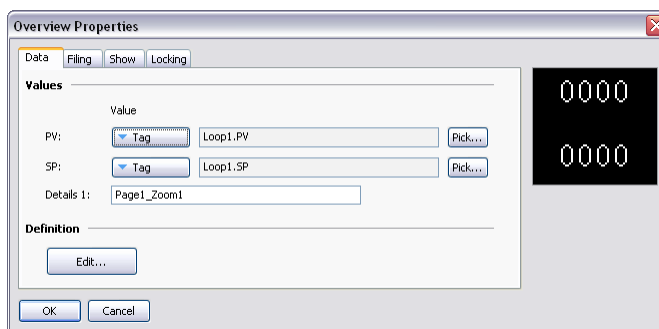 Overview Properties
Data Filing Show Locking
Values
Value
PV: Tag Loop1.PV Pick...
SP: Tag Loop1.SP Pick...
Details 1: Page1_Zoom1
Definition
Edit...
OK Cancel
0000
0000